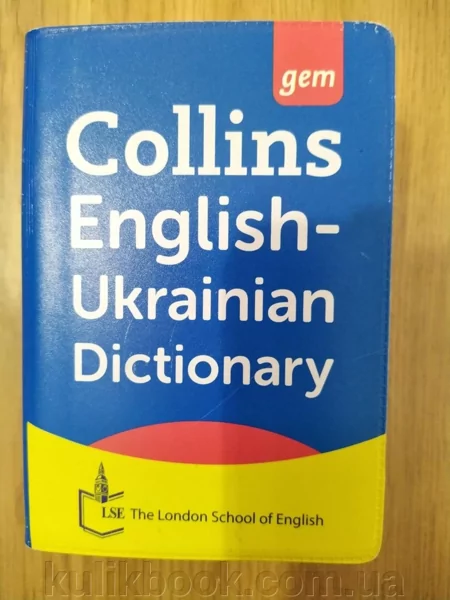 gem
Collins
English-
Ukrainian
Dictionary
LSE The London School of English
kulikbook.com.ua